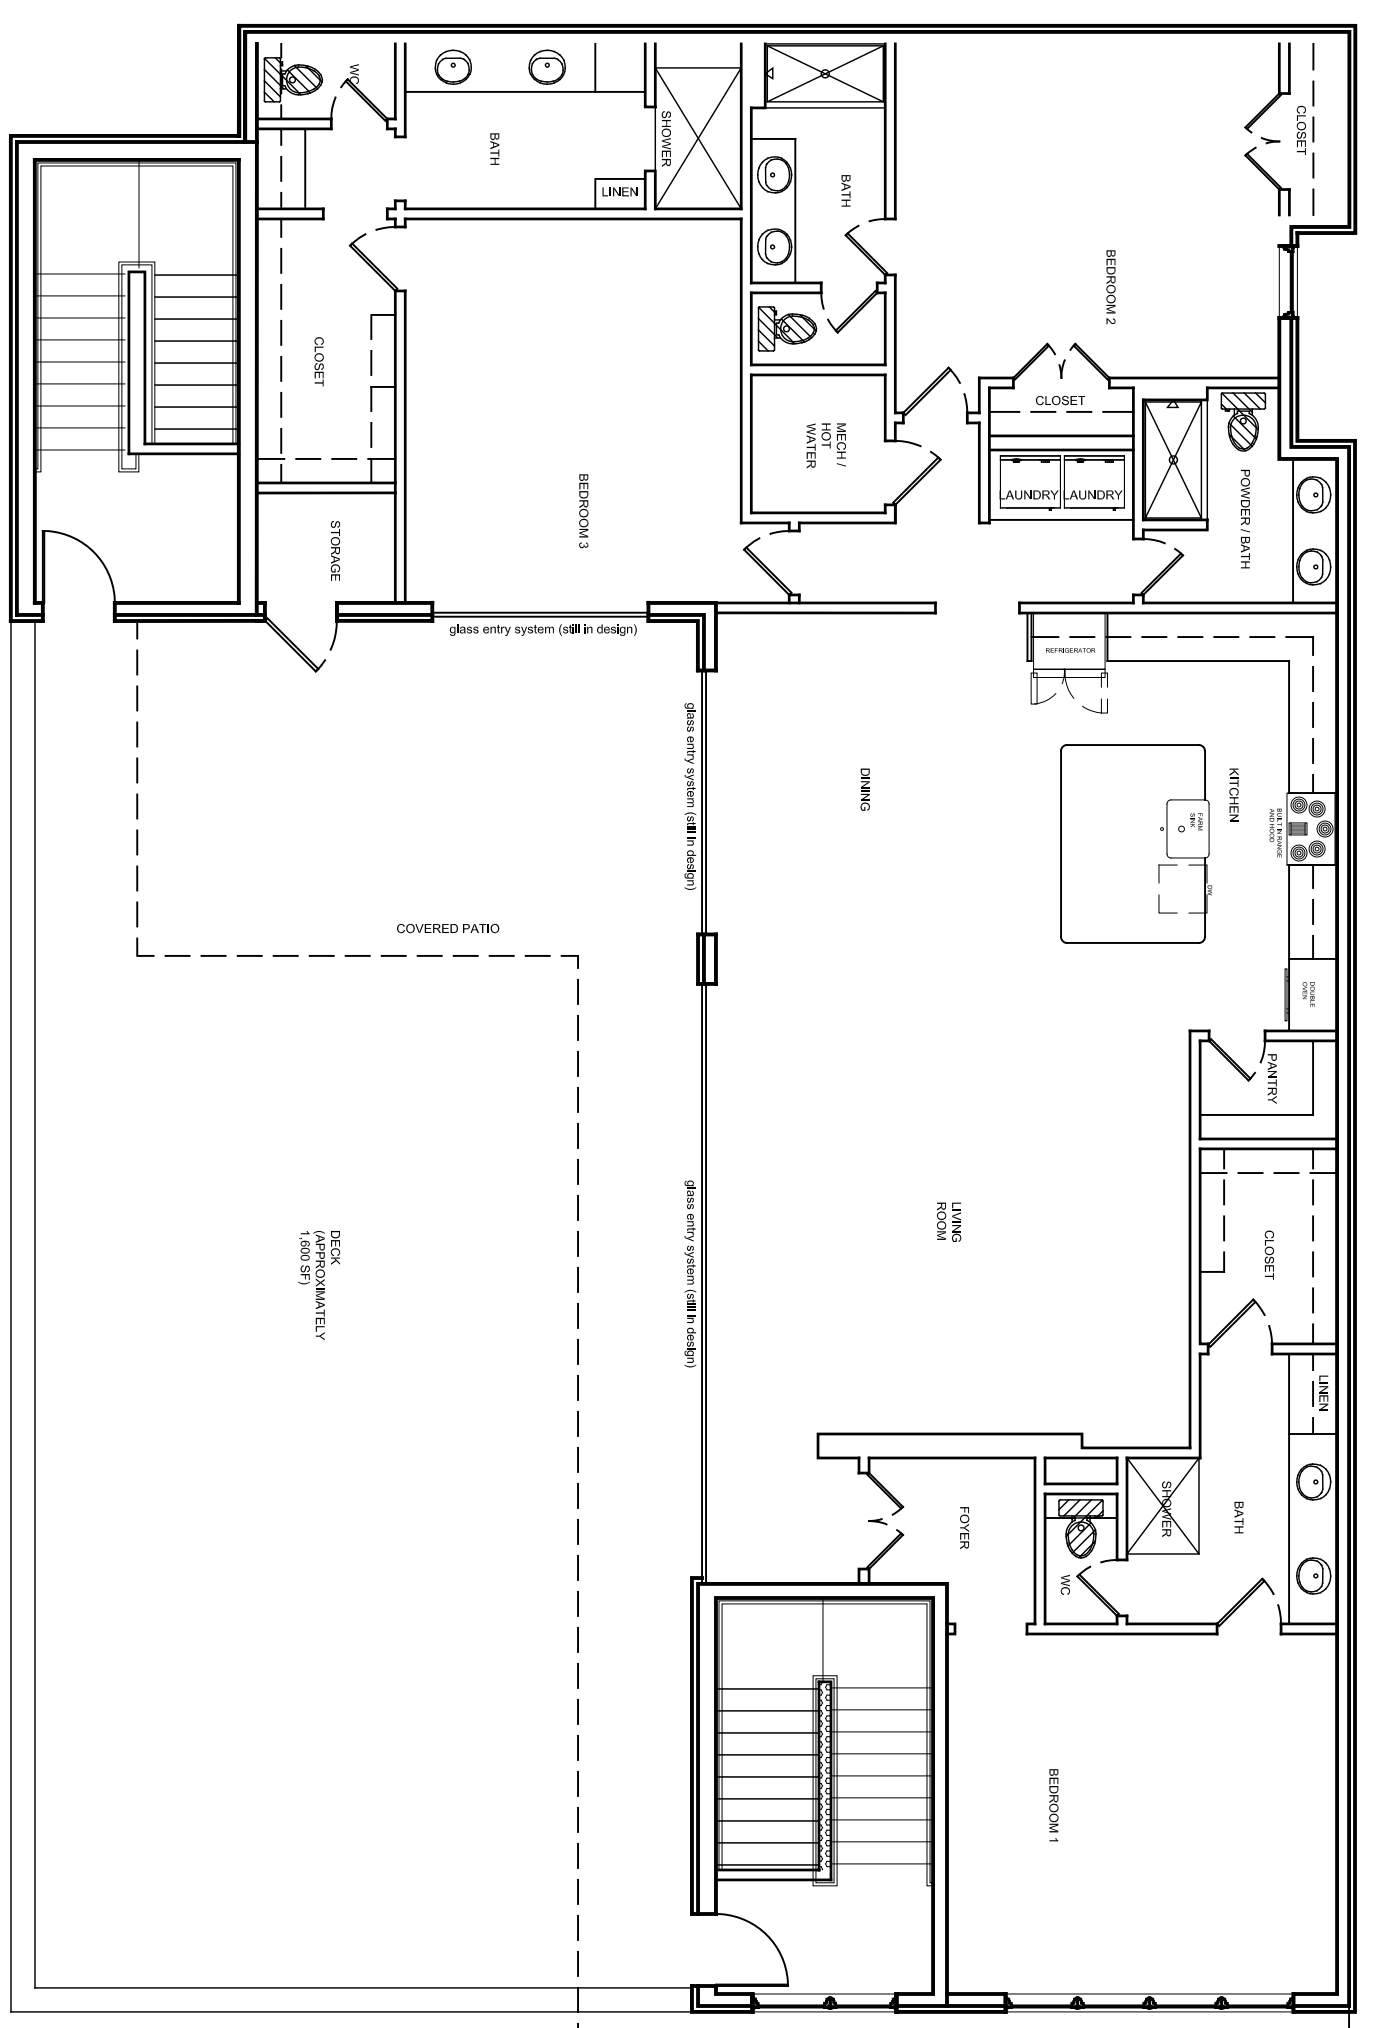 WC
BATH
SHOWER
LINEN
BATH
CLOSET
BEDROOM 2
CLOSET
CLOSET
MECH /
HOT
WATER
LAUNDRY
LAUNDRY
POWDER / BATH
BEDROOM 3
STORAGE
glass entry system (still in design)
REFRIGERATOR
glass entry system (still in design)
DINING
KITCHEN
FARM
SINK
BUILT IN RANGE
AND HOOD
DW
COVERED PATIO
DOUBLE
OVEN
PANTRY
glass entry system (still in design)
LIVING
ROOM
CLOSET
DECK
(APPROXIMATELY
1,600 SF)
LINEN
SHOWER
BATH
FOYER
WC
BEDROOM 1